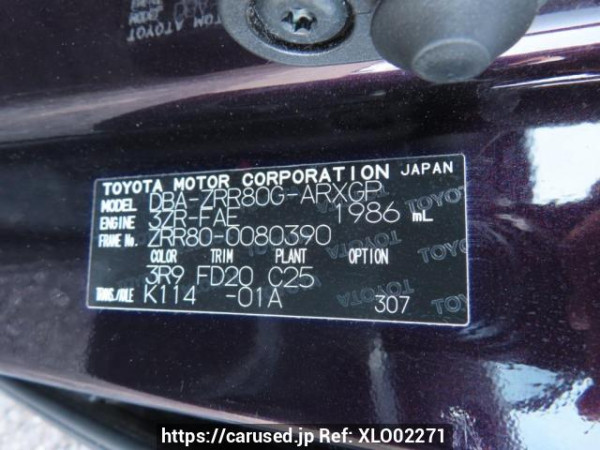 TOYOTA MOTOR CORPORATION JAPAN
MODEL DBA-ZRR80G-ARXGP
ENGINE 3ZR-FAE 1986 mL
FRAME No. ZRR80-0080390
COLOR TRIM PLANT OPTION
3R9 FD20 C25
TRANS./AXLE K114 -01A 307
https://carused.jp Ref: XLO02271